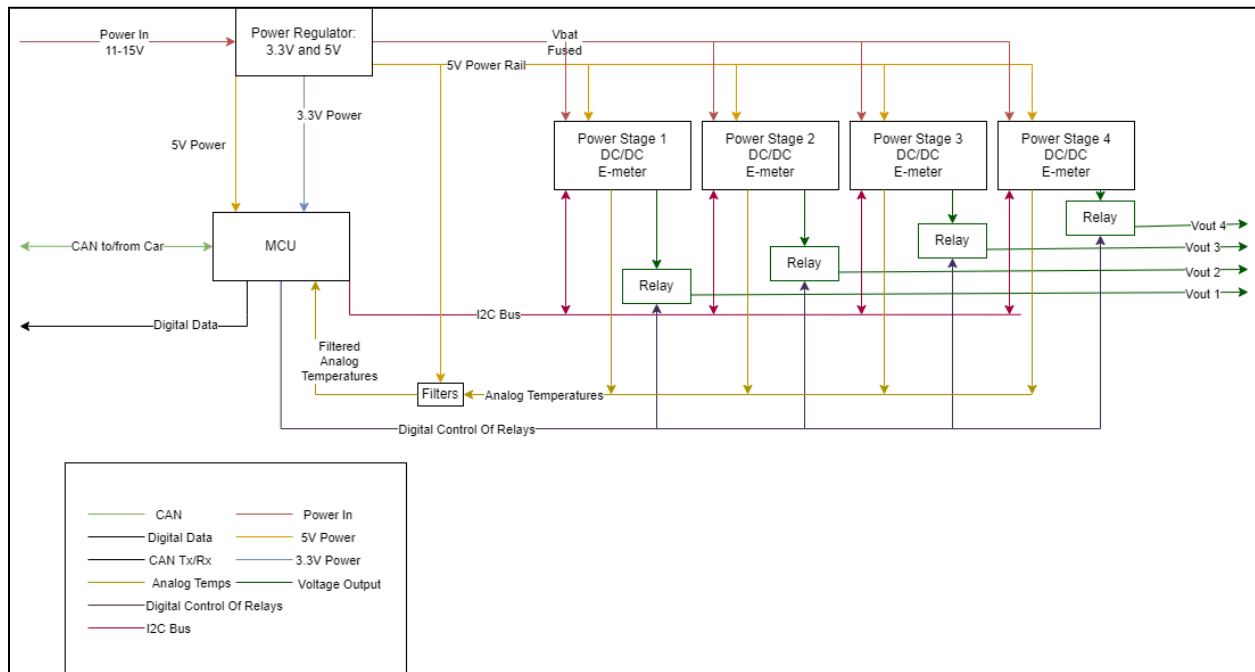 Power In
11-15V
Power Regulator:
3.3V and 5V
Vbat
Fused
5V Power Rail
3.3V Power
5V Power
Power Stage 1
DC/DC
E-meter
Power Stage 2
DC/DC
E-meter
Power Stage 3
DC/DC
E-meter
Power Stage 4
DC/DC
E-meter
CAN to/from Car
MCU
Relay
Relay
Relay
Relay
Vout 4
Vout 3
Vout 2
Vout 1
I2C Bus
Digital Data
Filtered
Analog
Temperatures
Filters
Analog Temperatures
Digital Control Of Relays
CAN
Power In
Digital Data
5V Power
CAN Tx/Rx
3.3V Power
Analog Temps
Voltage Output
Digital Control Of Relays
I2C Bus